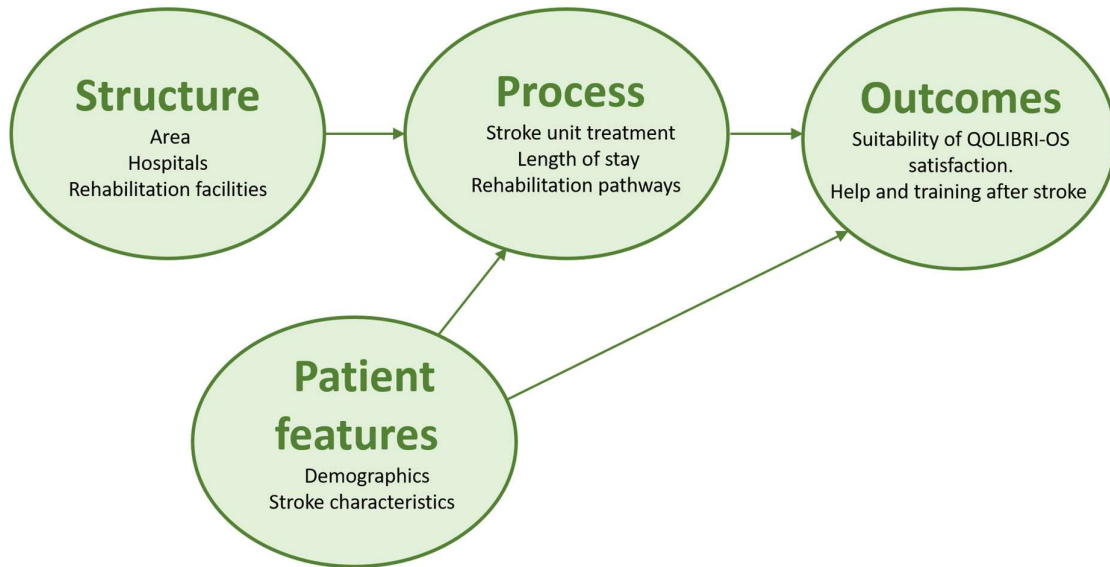 Structure
Area
Hospitals
Rehabilitation facilities
Process
Stroke unit treatment
Length of stay
Rehabilitation pathways
Outcomes
Suitability of QOLIBRI-OS
satisfaction.
Help and training after stroke
Patient
features
Demographics
Stroke characteristics